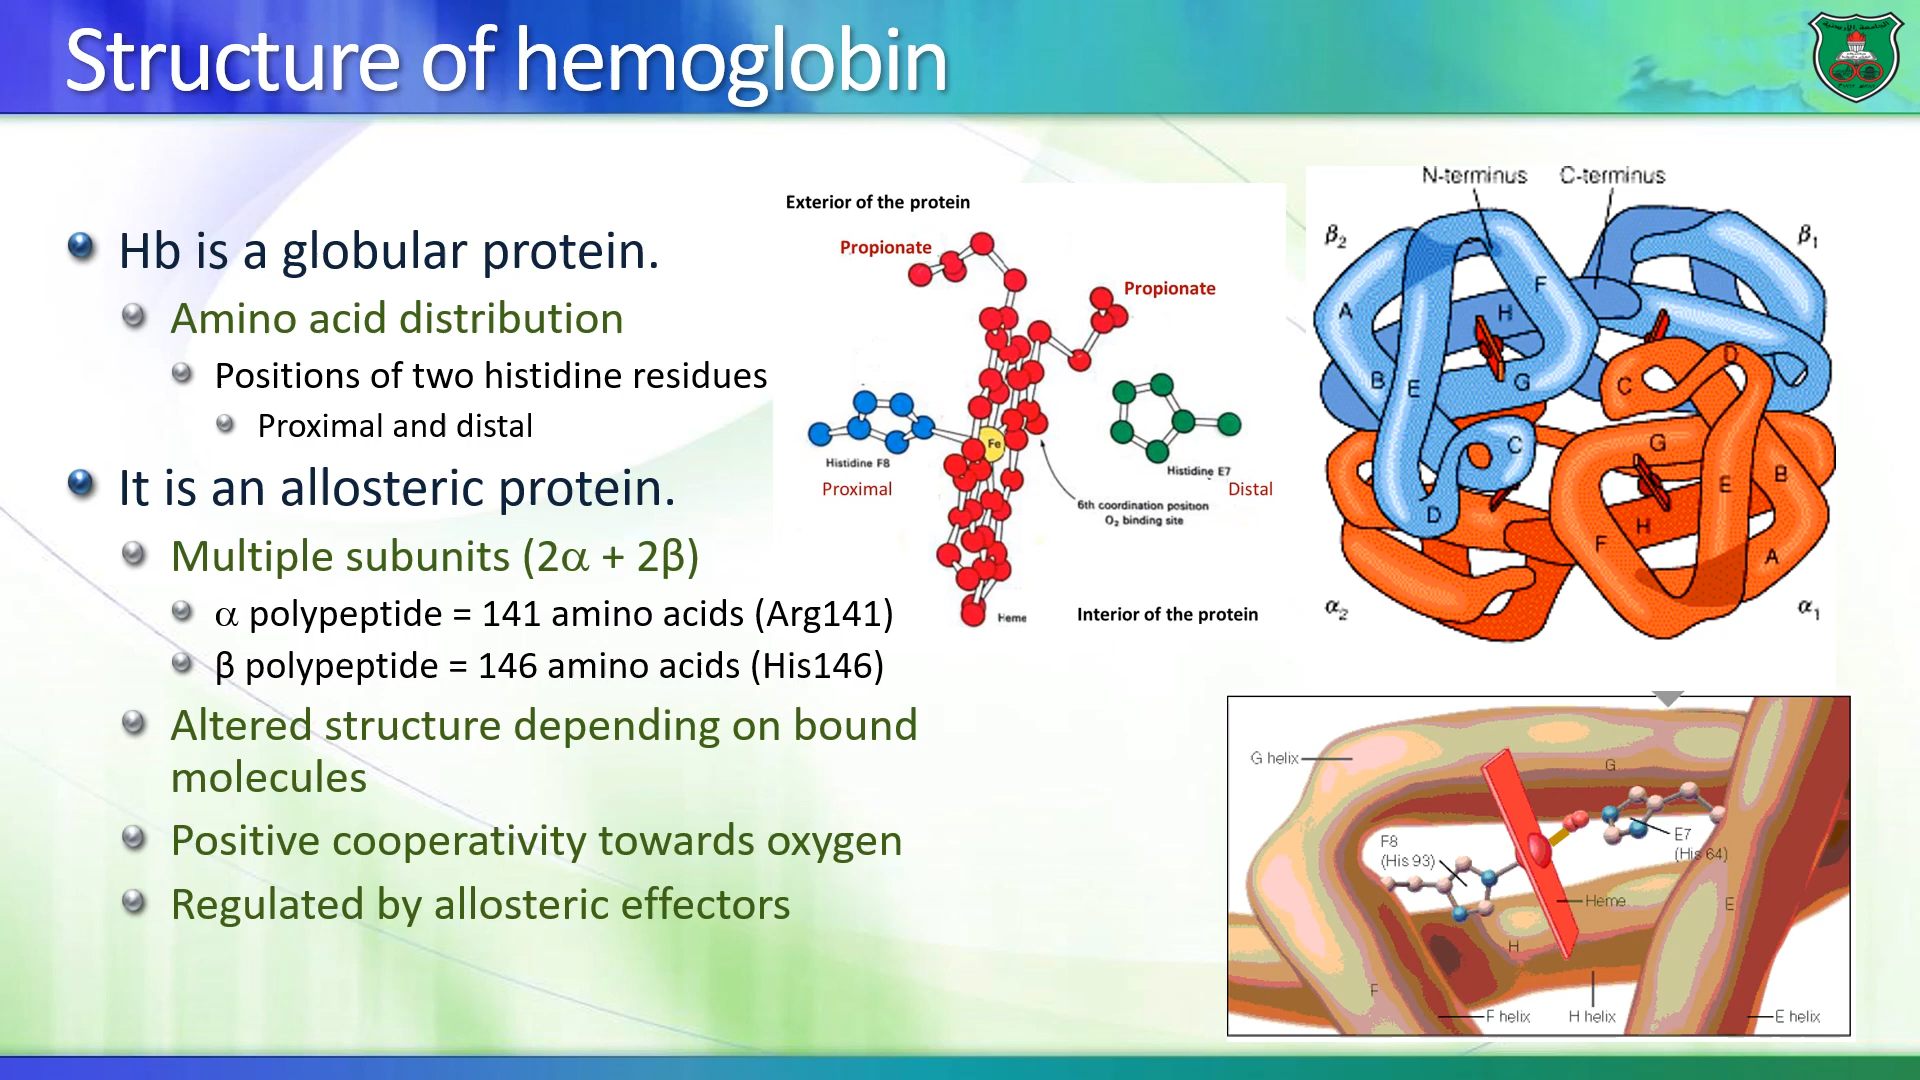 Structure of hemoglobin
Hb is a globular protein.
Amino acid distribution
Positions of two histidine residues
Proximal and distal
It is an allosteric protein.
Multiple subunits (2α + 2β)
α polypeptide = 141 amino acids (Arg141)
β polypeptide = 146 amino acids (His146)
Altered structure depending on bound
molecules
Positive cooperativity towards oxygen
Regulated by allosteric effectors
Exterior of the protein
Propionate
Propionate
Fe
Histidine F8
Proximal
Histidine E7
Distal
6th coordination position
O₂ binding site
Heme
Interior of the protein
N-terminus C-terminus
β₂
β₁
A
F
H
B
E
G
C
D
D
C
G
E
B
H
F
A
α₂
α₁
G helix
G
F8
(His 93)
E7
(His 64)
Heme
E
H
F
F helix
H helix
E helix